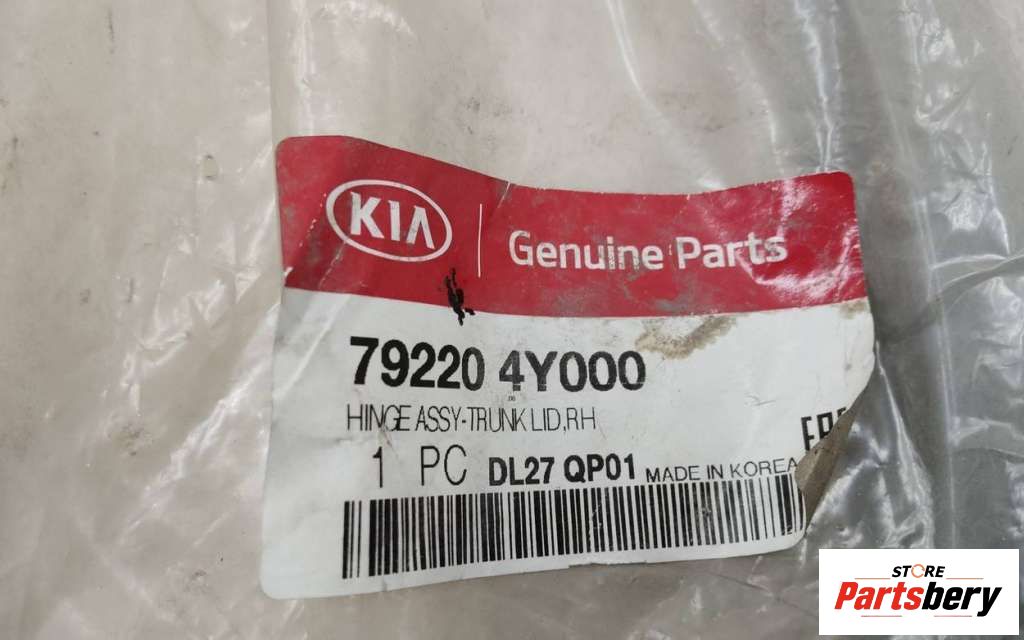 KIA
Genuine Parts
79220 4Y000
HINGE ASSY-TRUNK LID,RH
1 PC DL27 QP01 MADE IN KOREA
STORE
Partsbery